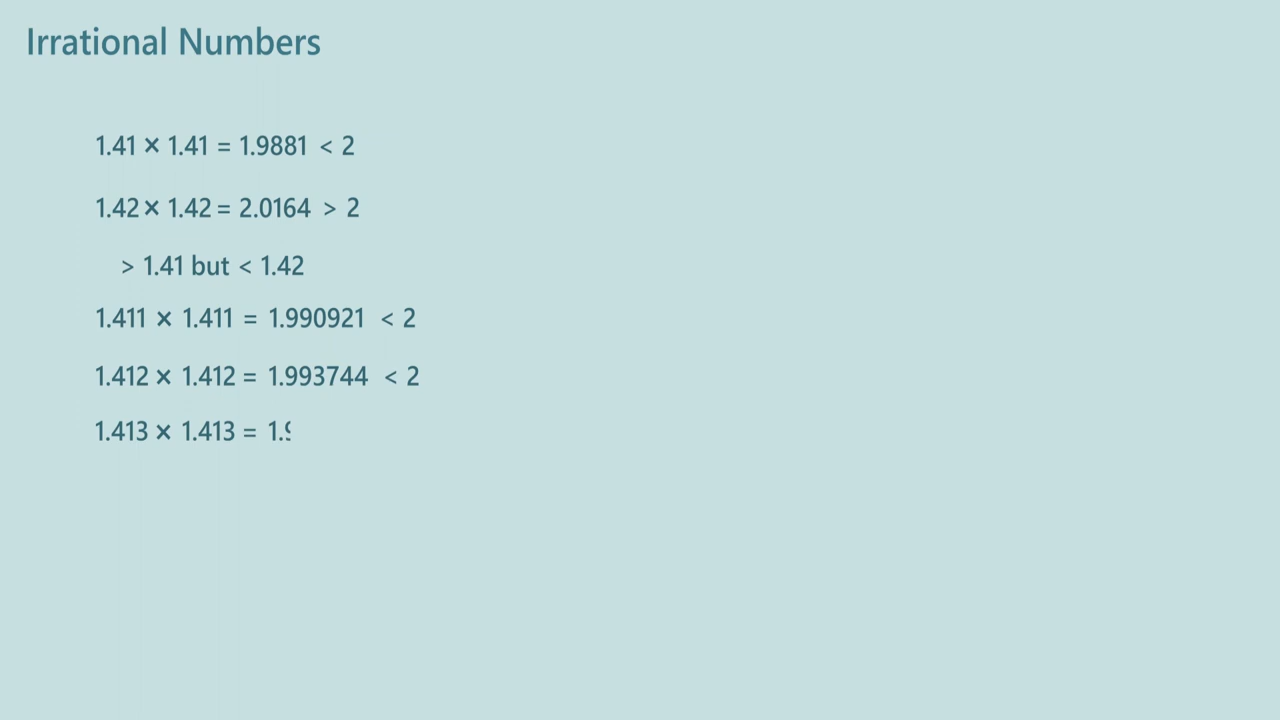 Irrational Numbers
1.41 × 1.41 = 1.9881 < 2
1.42 × 1.42 = 2.0164 > 2
> 1.41 but < 1.42
1.411 × 1.411 = 1.990921 < 2
1.412 × 1.412 = 1.993744 < 2
1.413 × 1.413 =